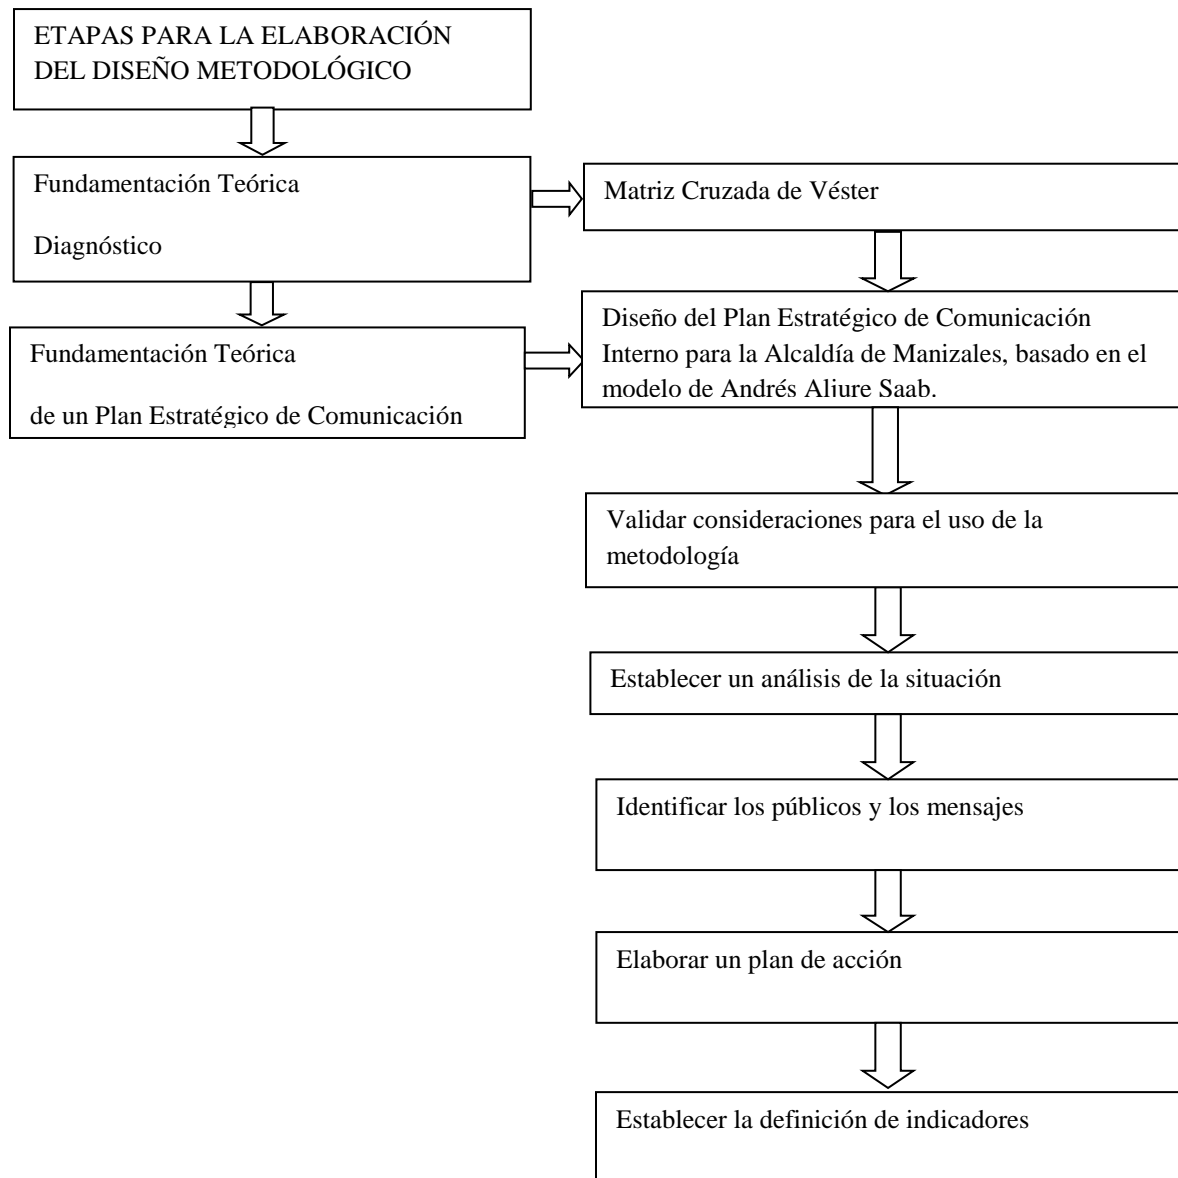 ETAPAS PARA LA ELABORACIÓN
DEL DISEÑO METODOLÓGICO
Fundamentación Teórica
Diagnóstico
Matriz Cruzada de Véster
Fundamentación Teórica
de un Plan Estratégico de Comunicación
Diseño del Plan Estratégico de Comunicación
Interno para la Alcaldía de Manizales, basado en el
modelo de Andrés Aljure Saab.
Validar consideraciones para el uso de la
metodología
Establecer un análisis de la situación
Identificar los públicos y los mensajes
Elaborar un plan de acción
Establecer la definición de indicadores